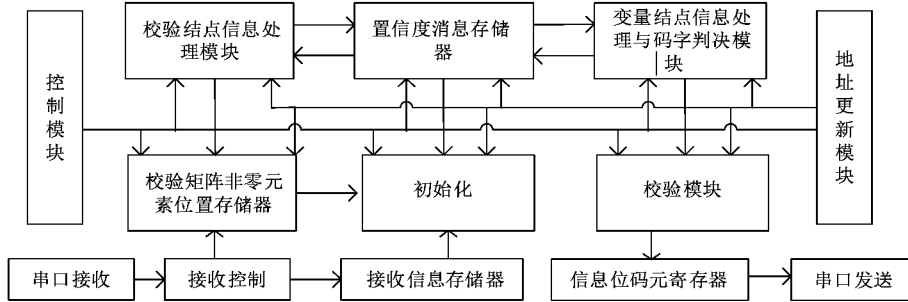 校验结点信息处
理模块
置信度消息存储
器
变量结点信息处
理与码字判决模
块
控制模块
地址更新模块
校验矩阵非零元
素位置存储器
初始化
校验模块
串口接收
接收控制
接收信息存储器
信息位码元寄存器
串口发送